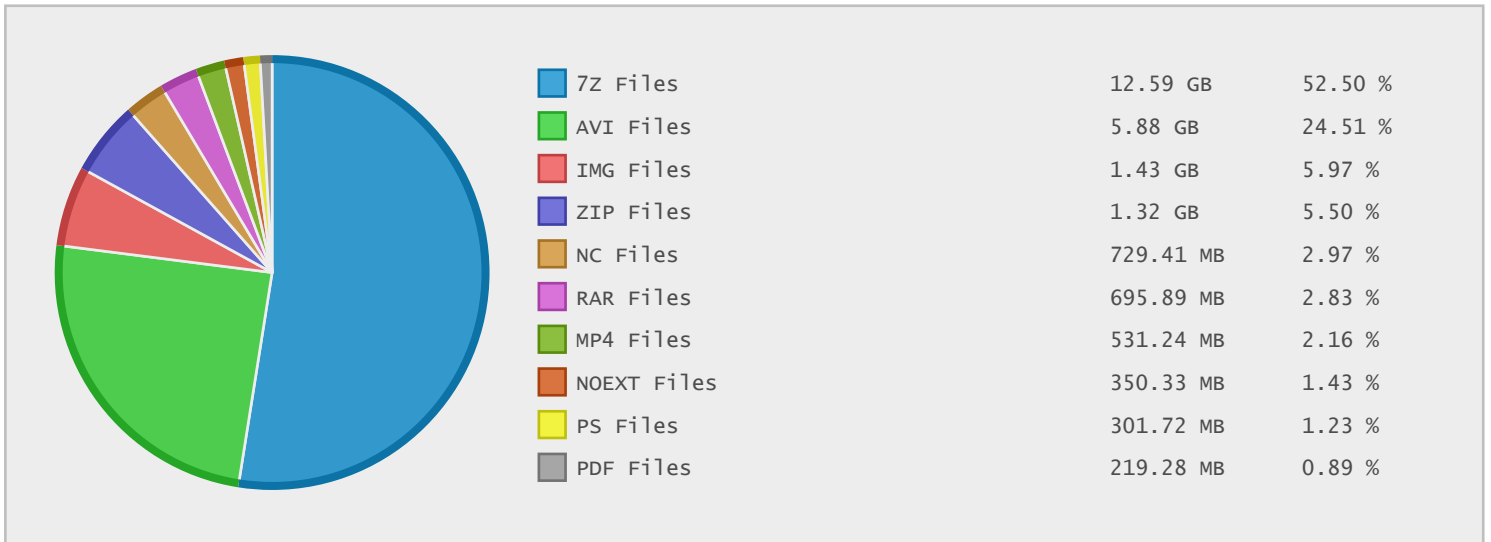 7Z Files 12.59 GB 52.50 %
AVI Files 5.88 GB 24.51 %
IMG Files 1.43 GB 5.97 %
ZIP Files 1.32 GB 5.50 %
NC Files 729.41 MB 2.97 %
RAR Files 695.89 MB 2.83 %
MP4 Files 531.24 MB 2.16 %
NOEXT Files 350.33 MB 1.43 %
PS Files 301.72 MB 1.23 %
PDF Files 219.28 MB 0.89 %